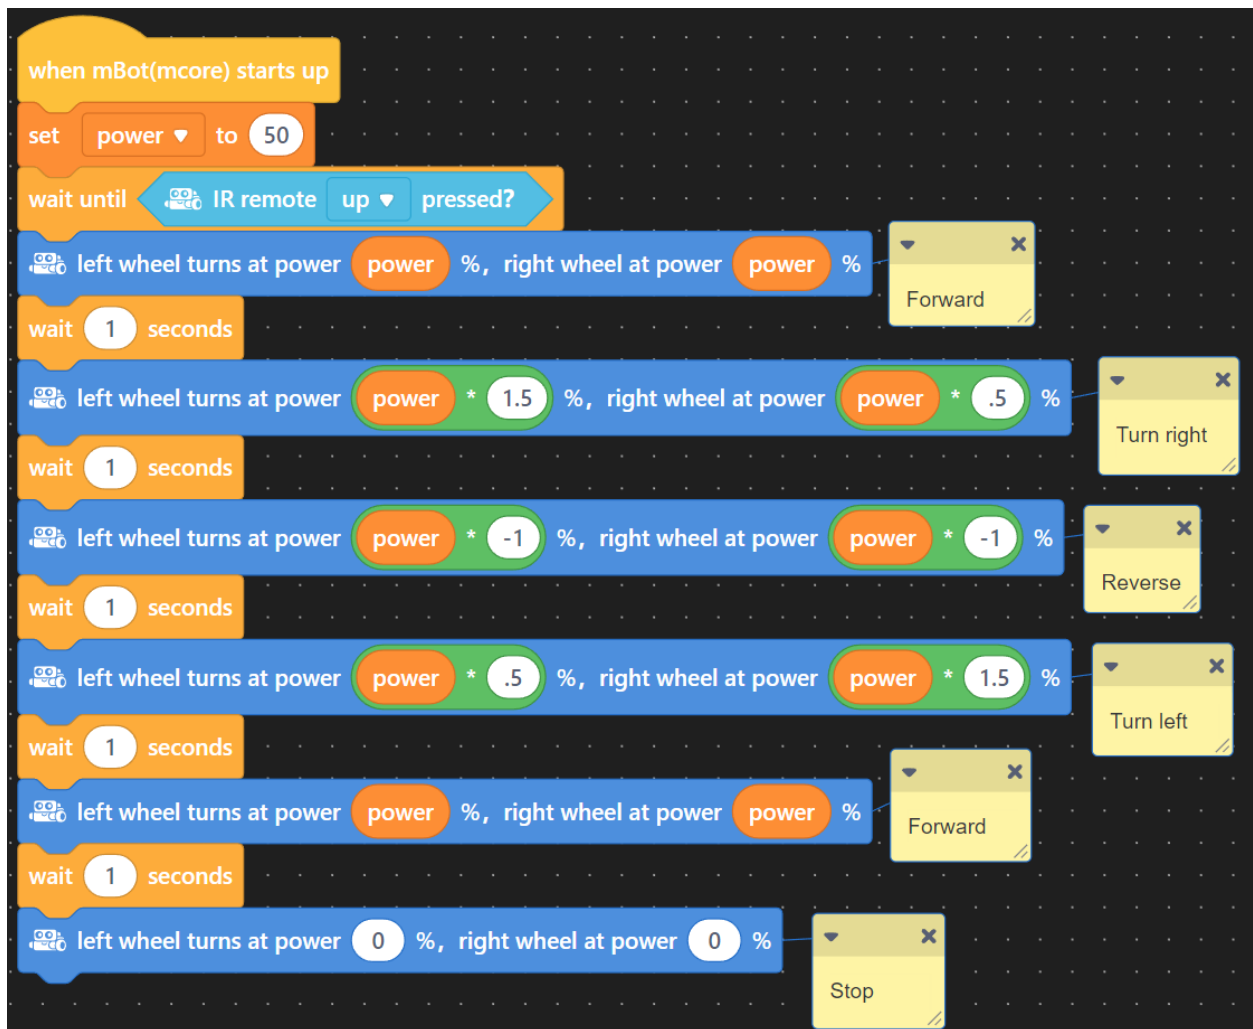 when mBot(mcore) starts up
set power to 50
wait until IR remote up pressed?
left wheel turns at power power %, right wheel at power power %
Forward
wait 1 seconds
left wheel turns at power power * 1.5 %, right wheel at power power * .5 %
Turn right
wait 1 seconds
left wheel turns at power power * -1 %, right wheel at power power * -1 %
Reverse
wait 1 seconds
left wheel turns at power power * .5 %, right wheel at power power * 1.5 %
Turn left
wait 1 seconds
left wheel turns at power power %, right wheel at power power %
Forward
wait 1 seconds
left wheel turns at power 0 %, right wheel at power 0 %
Stop